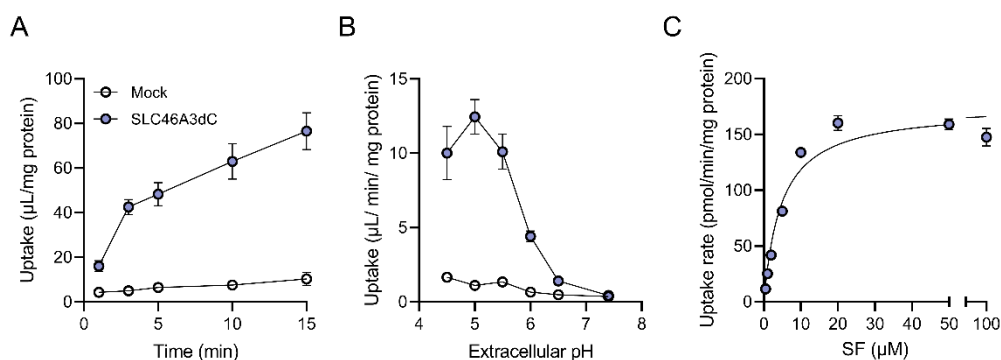 A
Uptake (µL/mg protein)
100
80
60
40
20
0
0
5
10
15
Time (min)
Mock
SLC46A3dC
B
Uptake (µL/ min/ mg protein)
15
10
5
0
4
5
6
7
8
Extracellular pH
C
Uptake rate (pmol/min/mg protein)
200
150
100
50
0
0
10
20
30
40
50
100
SF (µM)